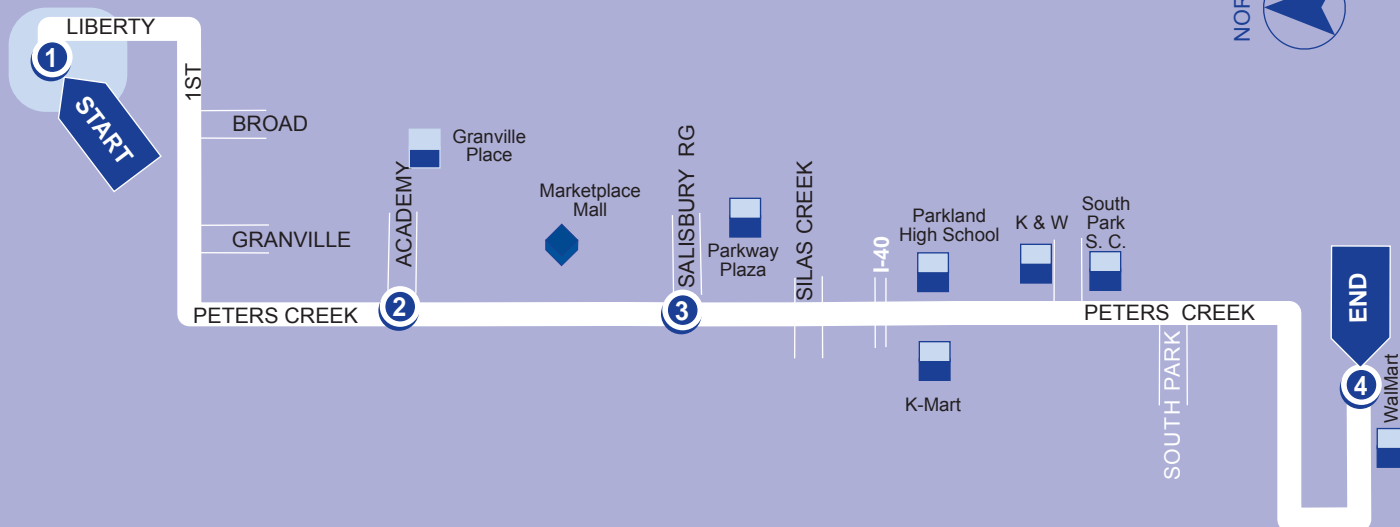 LIBERTY
NOR
1
START
1ST
BROAD
GRANVILLE
ACADEMY
Granville
Place
Marketplace
Mall
SALISBURY RG
Parkway
Plaza
SILAS CREEK
I-40
Parkland
High School
K & W
South
Park
S. C.
END
PETERS CREEK
2
3
PETERS CREEK
K-Mart
SOUTH PARK
4
WalMart